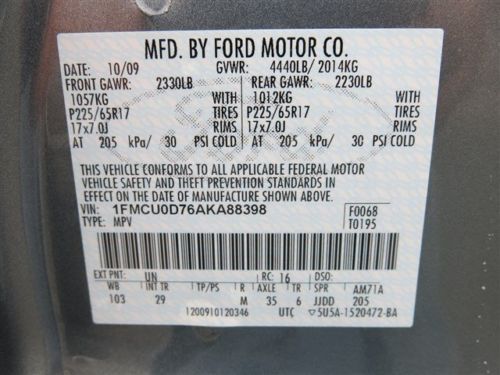 MFD. BY FORD MOTOR CO.
DATE: 10/09 GVWR: 4440LB/2014KG
FRONT GAWR: 2330LB REAR GAWR: 2230LB
1057KG WITH 1012KG WITH
P225/65R17 TIRES P225/65R17 TIRES
17x7.0J RIMS 17x7.0J RIMS
AT 205 kPa/ 30 PSI COLD AT 205 kPa/ 30 PSI COLD
THIS VEHICLE CONFORMS TO ALL APPLICABLE FEDERAL MOTOR
VEHICLE SAFETY AND THEFT PREVENTION STANDARDS IN
EFFECT ON THE DATE OF MANUFACTURE SHOWN ABOVE.
VIN: 1FMCU0D76AKA88398 F0068
TYPE: MPV T0195
EXT PNT: UN RC: 16 DSO:
WB INT TR TP/PS R AXLE TR SPR AM71A
103 29 M 35 6 JJDD 205
1200910120346 UTC ▽5U5A-1520472-BA